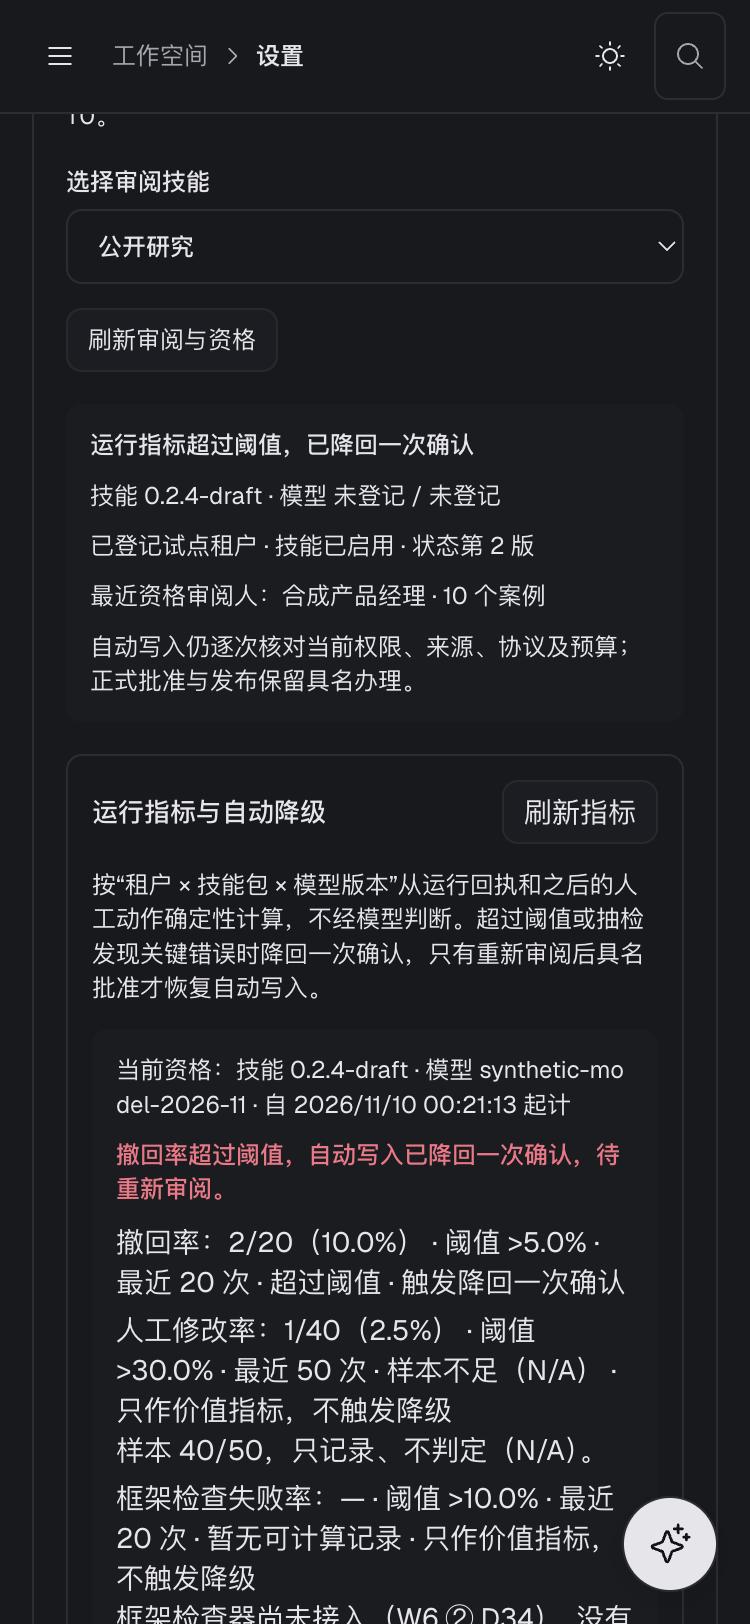 工作空间 > 设置
10。
选择审阅技能
公开研究
刷新审阅与资格
运行指标超过阈值，已降回一次确认
技能 0.2.4-draft · 模型 未登记 / 未登记
已登记试点租户 · 技能已启用 · 状态第 2 版
最近资格审阅人：合成产品经理 · 10 个案例
自动写入仍逐次核对当前权限、来源、协议及预算；
正式批准与发布保留具名办理。
运行指标与自动降级
刷新指标
按“租户 × 技能包 × 模型版本”从运行回执和之后的人
工动作确定性计算，不经模型判断。超过阈值或抽检
发现关键错误时降回一次确认，只有重新审阅后具名
批准才恢复自动写入。
当前资格：技能 0.2.4-draft · 模型 synthetic-mo
del-2026-11 · 自 2026/11/10 00:21:13 起计
撤回率超过阈值，自动写入已降回一次确认，待
重新审阅。
撤回率：2/20（10.0%） · 阈值 >5.0% ·
最近 20 次 · 超过阈值 · 触发降回一次确认
人工修改率：1/40（2.5%） · 阈值
>30.0% · 最近 50 次 · 样本不足（N/A） ·
只作价值指标，不触发降级
样本 40/50，只记录、不判定（N/A）。
框架检查失败率：— · 阈值 >10.0% · 最近
20 次 · 暂无可计算记录 · 只作价值指标，
不触发降级
框架检查器尚未接入（W6 ② D34），没有